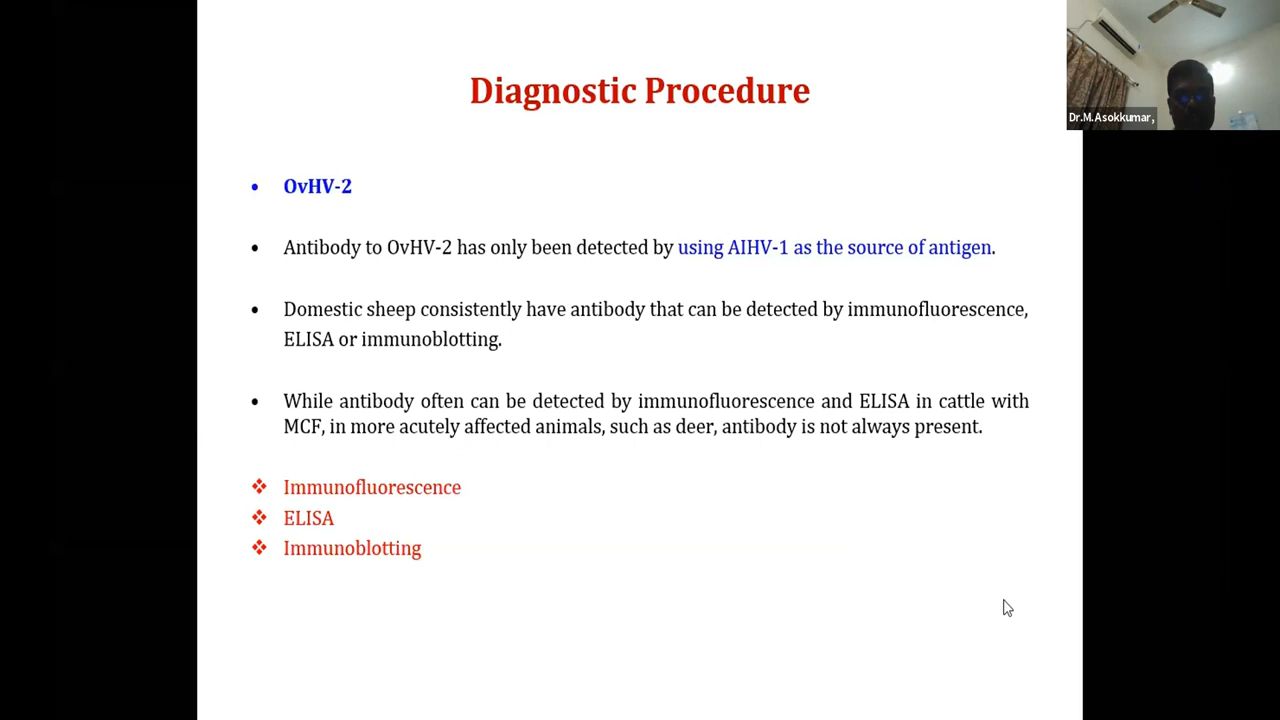 Diagnostic Procedure
Dr.M.Asokkumar,
• OvHV-2
• Antibody to OvHV-2 has only been detected by using AIHV-1 as the source of antigen.
• Domestic sheep consistently have antibody that can be detected by immunofluorescence,
ELISA or immunoblotting.
• While antibody often can be detected by immunofluorescence and ELISA in cattle with
MCF, in more acutely affected animals, such as deer, antibody is not always present.
❖ Immunofluorescence
❖ ELISA
❖ Immunoblotting